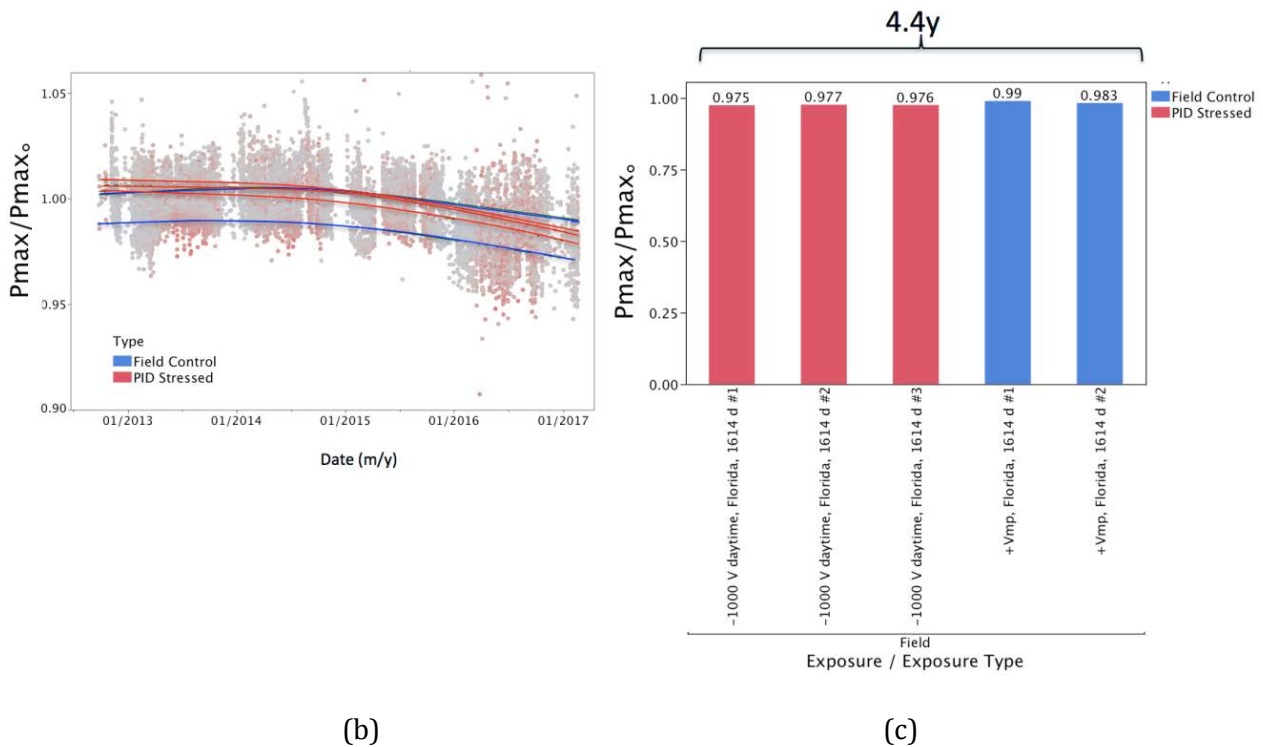 1.05
1.00
0.95
0.90
Pmax/Pmax₀
Type
Field Control
PID Stressed
01/2013 01/2014 01/2015 01/2016 01/2017
Date (m/y)
(b)
4.4y
1.00
0.75
0.50
0.25
0.00
Pmax/Pmax₀
0.975 0.977 0.976 0.99 0.983
Field Control
PID Stressed
-1000 V daytime, Florida, 1614 d #1
-1000 V daytime, Florida, 1614 d #2
-1000 V daytime, Florida, 1614 d #3
+Vmp, Florida, 1614 d #1
+Vmp, Florida, 1614 d #2
Field
Exposure / Exposure Type
(c)